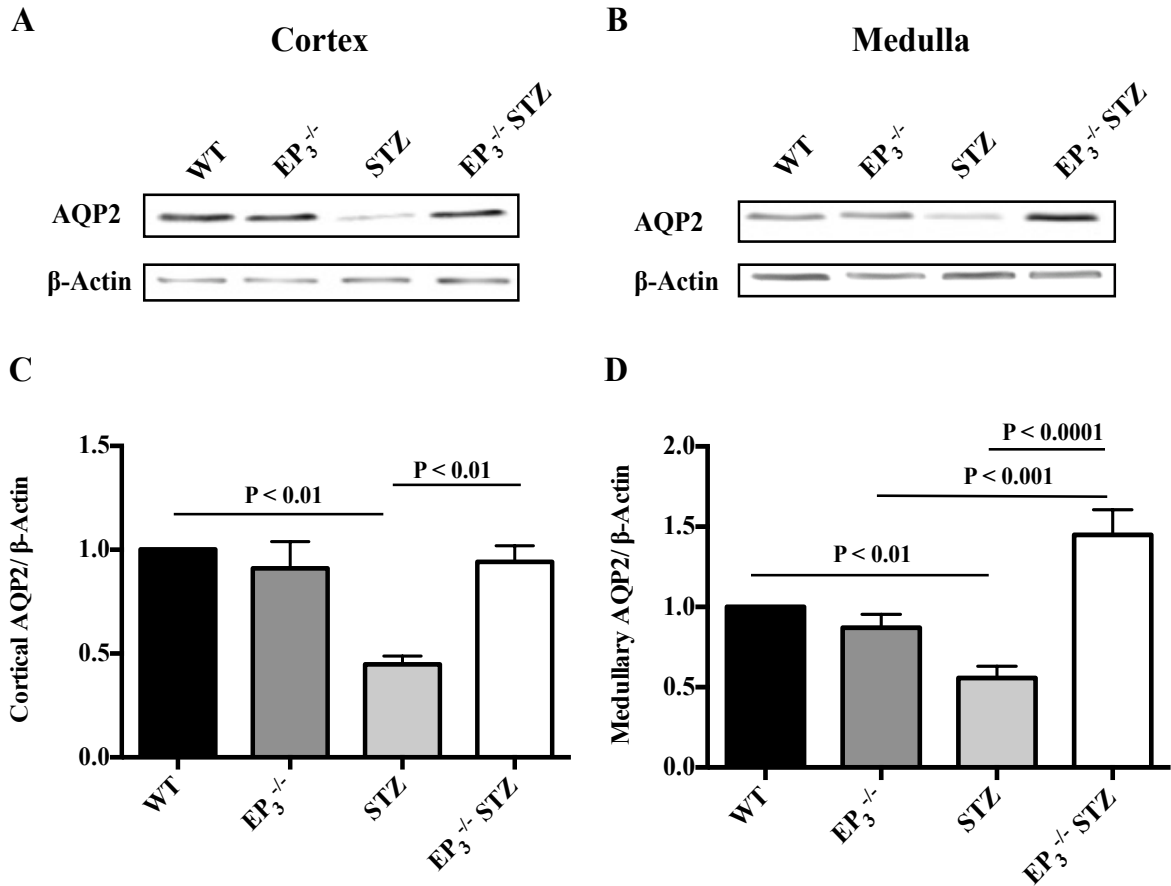 A
Cortex
WT
EP₃⁻/⁻
STZ
EP₃⁻/⁻ STZ
AQP2
β-Actin
B
Medulla
WT
EP₃⁻/⁻
STZ
EP₃⁻/⁻ STZ
AQP2
β-Actin
C
Cortical AQP2/ β-Actin
1.5
1.0
0.5
0.0
P < 0.01
P < 0.01
WT
EP₃⁻/⁻
STZ
EP₃⁻/⁻ STZ
D
Medullary AQP2/ β-Actin
2.0
1.5
1.0
0.5
0.0
P < 0.0001
P < 0.001
P < 0.01
WT
EP₃⁻/⁻
STZ
EP₃⁻/⁻ STZ